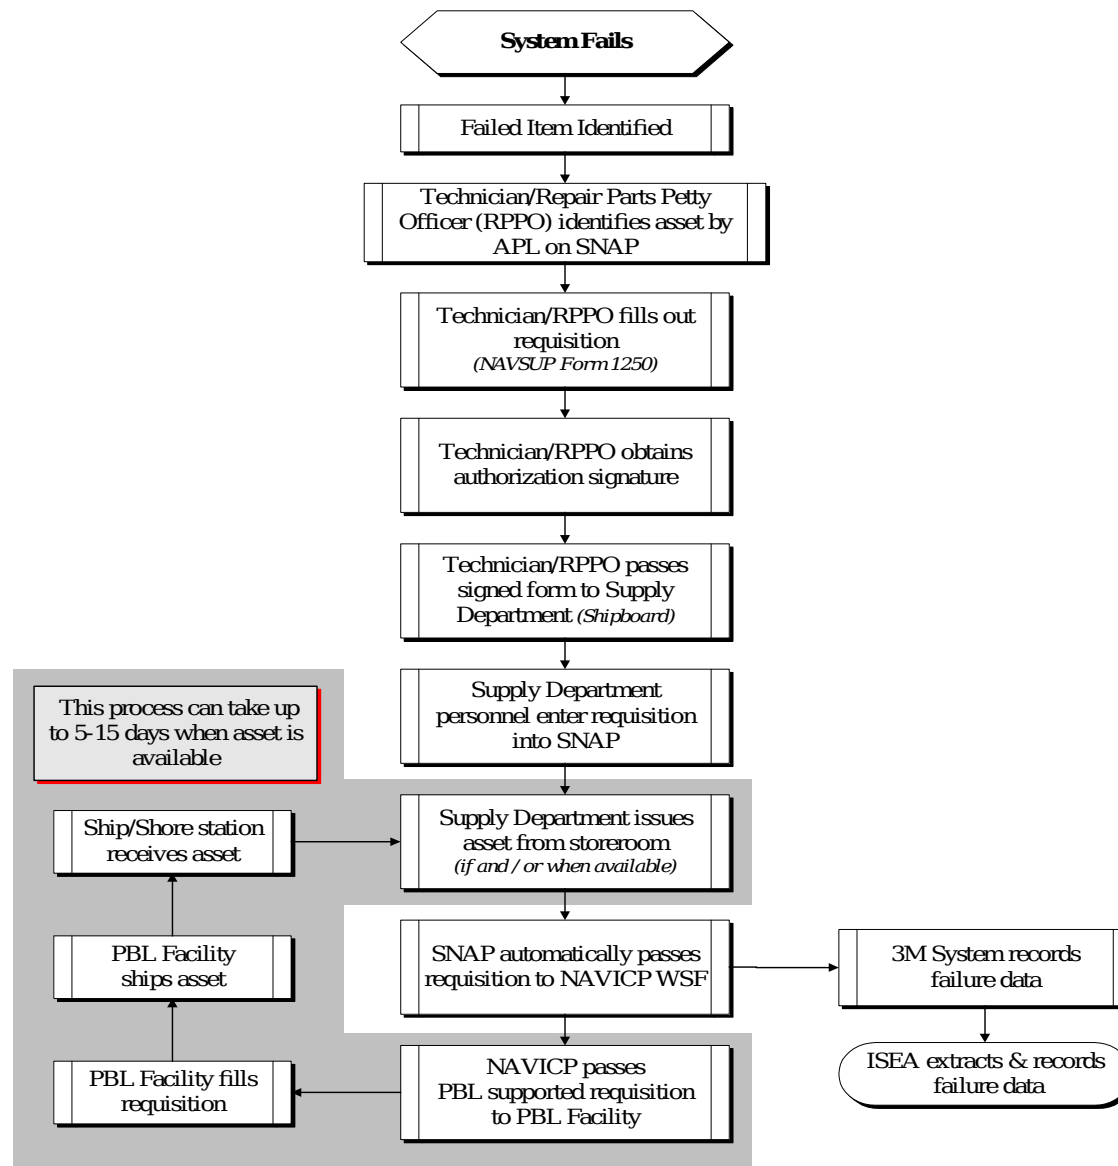 System Fails
Failed Item Identified
Technician/Repair Parts Petty
Officer (RPPO) identifies asset by
APL on SNAP
Technician/RPPO fills out
requisition
(NAVSUP Form 1250)
Technician/RPPO obtains
authorization signature
Technician/RPPO passes
signed form to Supply
Department (Shipboard)
Supply Department
personnel enter requisition
into SNAP
This process can take up
to 5-15 days when asset is
available
Supply Department issues
asset from storeroom
(if and / or when available)
Ship/Shore station
receives asset
SNAP automatically passes
requisition to NAVICP WSF
3M System records
failure data
PBL Facility
ships asset
NAVICP passes
PBL supported requisition
to PBL Facility
PBL Facility fills
requisition
ISEA extracts & records
failure data